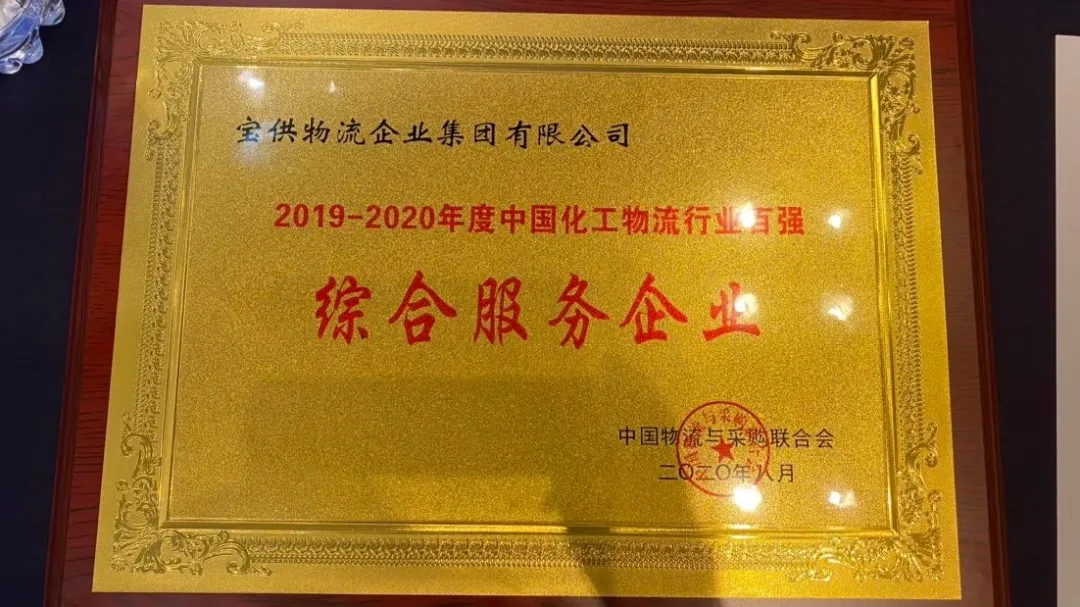 宝供物流企业集团有限公司
2019-2020年度中国化工物流行业百强
综合服务企业
中国物流与采购联合会
二〇二〇年八月